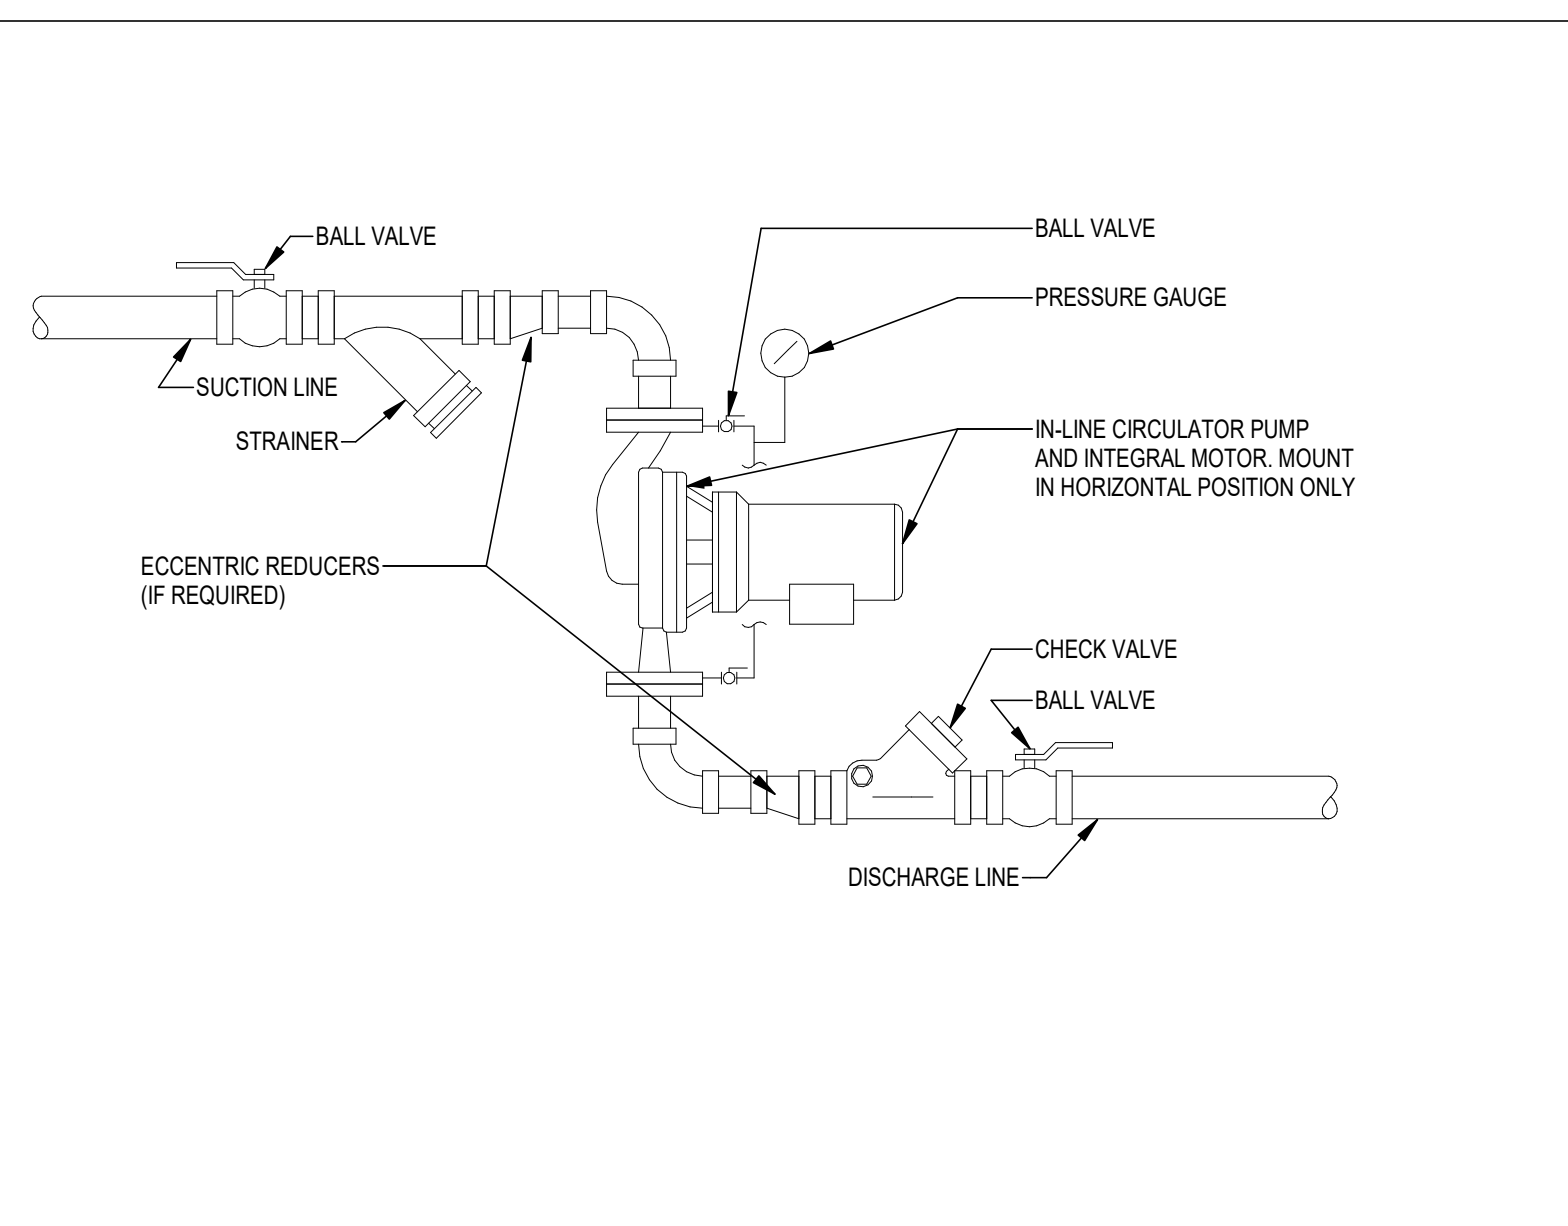 BALL VALVE
BALL VALVE
PRESSURE GAUGE
SUCTION LINE
STRAINER
IN-LINE CIRCULATOR PUMP
AND INTEGRAL MOTOR. MOUNT
IN HORIZONTAL POSITION ONLY
ECCENTRIC REDUCERS
(IF REQUIRED)
CHECK VALVE
BALL VALVE
DISCHARGE LINE